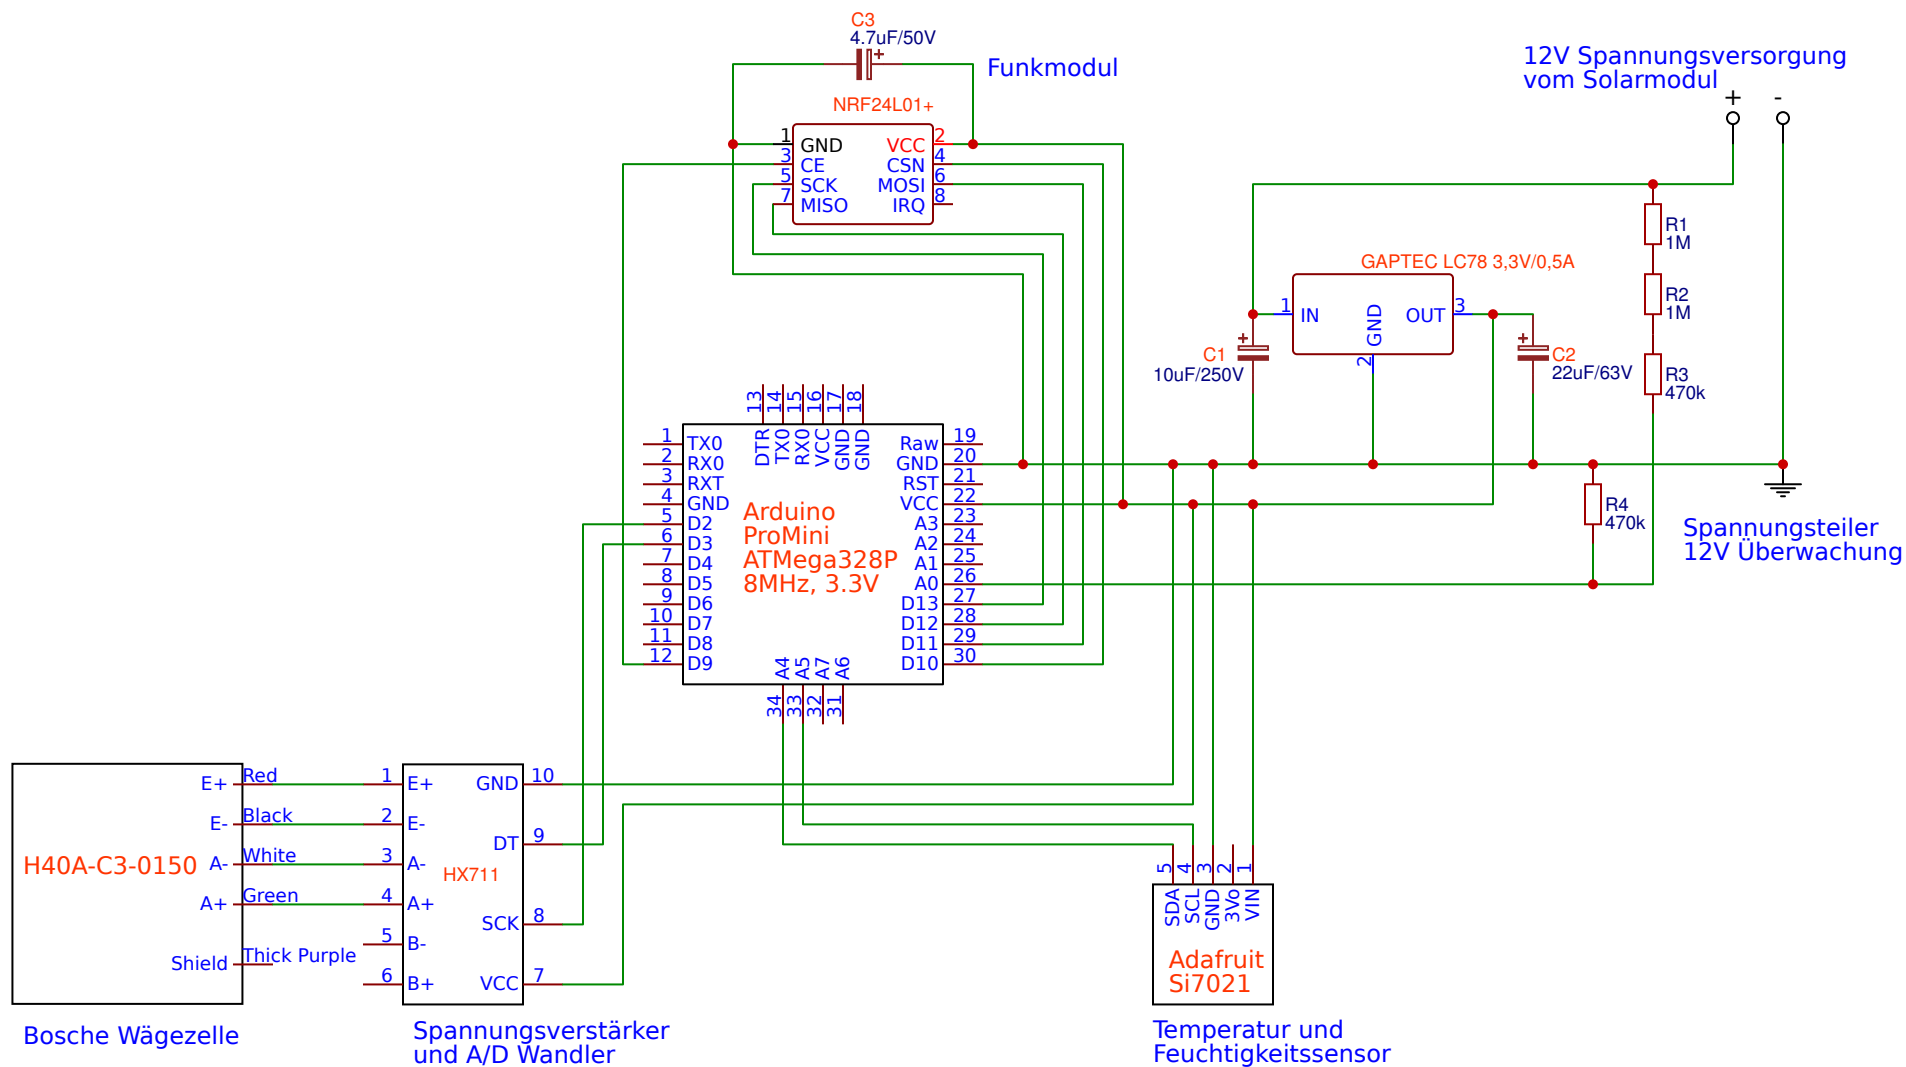 C3
4.7uF/50V
Funkmodul
NRF24L01+
1 GND
3 CE
5 SCK
7 MISO
VCC 2
CSN 4
MOSI 6
IRQ 8
12V Spannungsversorgung
vom Solarmodul
+ -
R1
1M
R2
1M
R3
470k
GAPTEC LC78 3,3V/0,5A
1 IN
GND
2
OUT 3
+
C1
10uF/250V
+
C2
22uF/63V
R4
470k
Spannungsteiler
12V Überwachung
13 14 15 16 17 18
DTR TX0 RX0 VCC GND GND
1 TX0
2 RX0
3 RXT
4 GND
5 D2
6 D3
7 D4
8 D5
9 D6
10 D7
11 D8
12 D9
Arduino
ProMini
ATMega328P
8MHz, 3.3V
Raw 19
GND 20
RST 21
VCC 22
A3 23
A2 24
A1 25
A0 26
D13 27
D12 28
D11 29
D10 30
A4 A5 A7 A6
34 33 32 31
H40A-C3-0150
E+ Red
E- Black
A- White
A+ Green
Shield Thick Purple
Bosche Wägezelle
1 E+
2 E-
3 A-
4 A+
5 B-
6 B+
HX711
GND 10
DT 9
SCK 8
VCC 7
Spannungsverstärker
und A/D Wandler
5 4 3 2 1
SDA SCL GND 3Vo VIN
Adafruit
Si7021
Temperatur und
Feuchtigkeitssensor